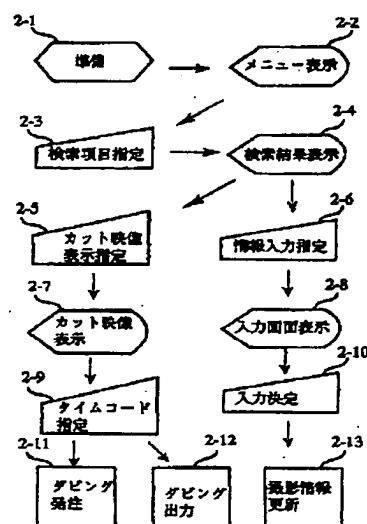 2-1
準備
2-2
メニュー表示
2-3
検索項目指定
2-4
検索結果表示
2-5
カット映像
表示指定
2-6
情報入力指定
2-7
カット映像
表示
2-8
入力画面表示
2-9
タイムコード
指定
2-10
入力決定
2-11
ダビング
発注
2-12
ダビング
出力
2-13
撮影情報
更新